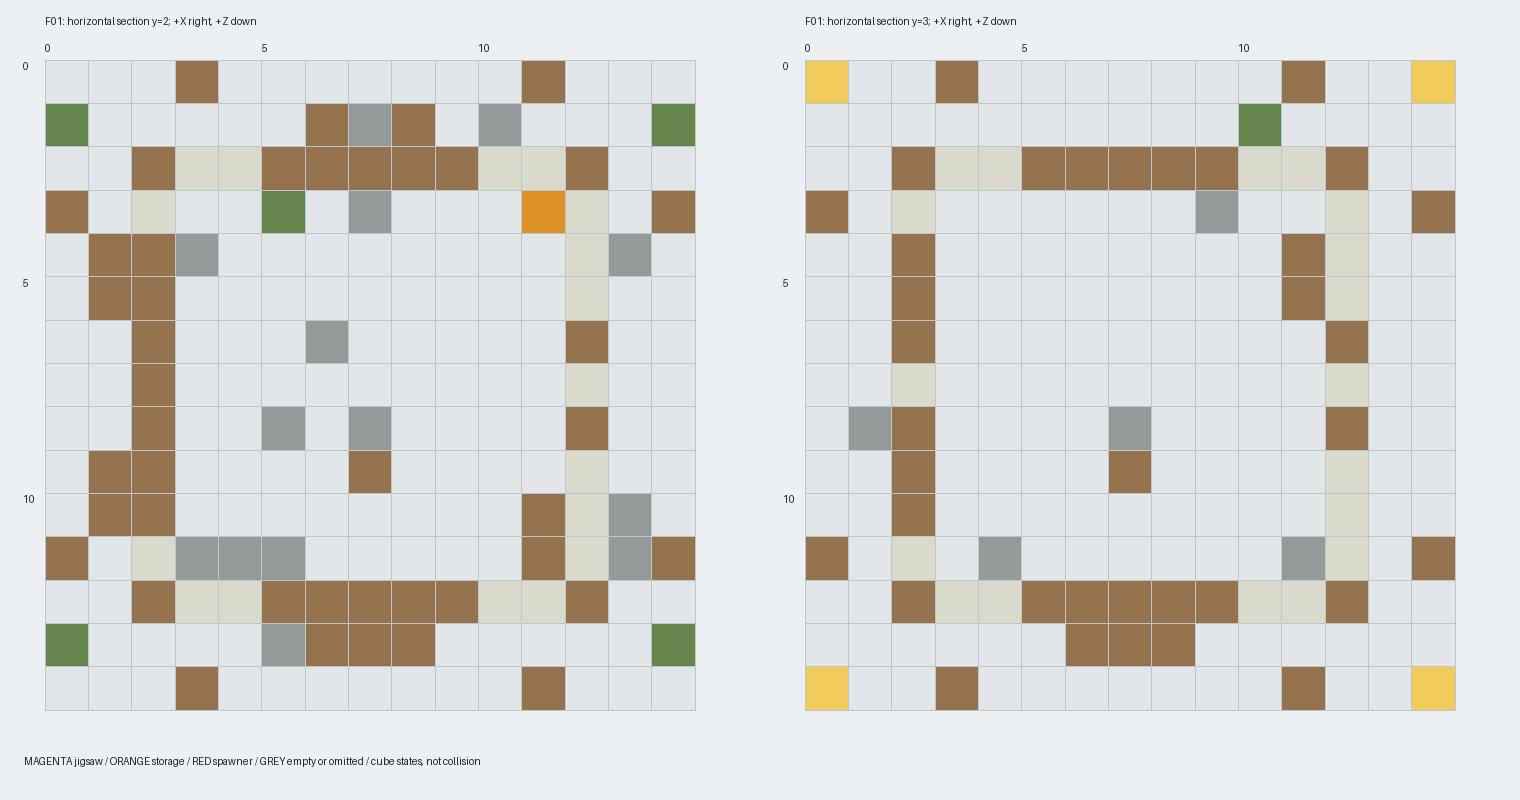 F01: horizontal section y=2; +X right, +Z down
F01: horizontal section y=3; +X right, +Z down
0 5 10
0 5 10
0
0
5
5
10
10
MAGENTA jigsaw / ORANGE storage / RED spawner / GREY empty or omitted / cube states, not collision